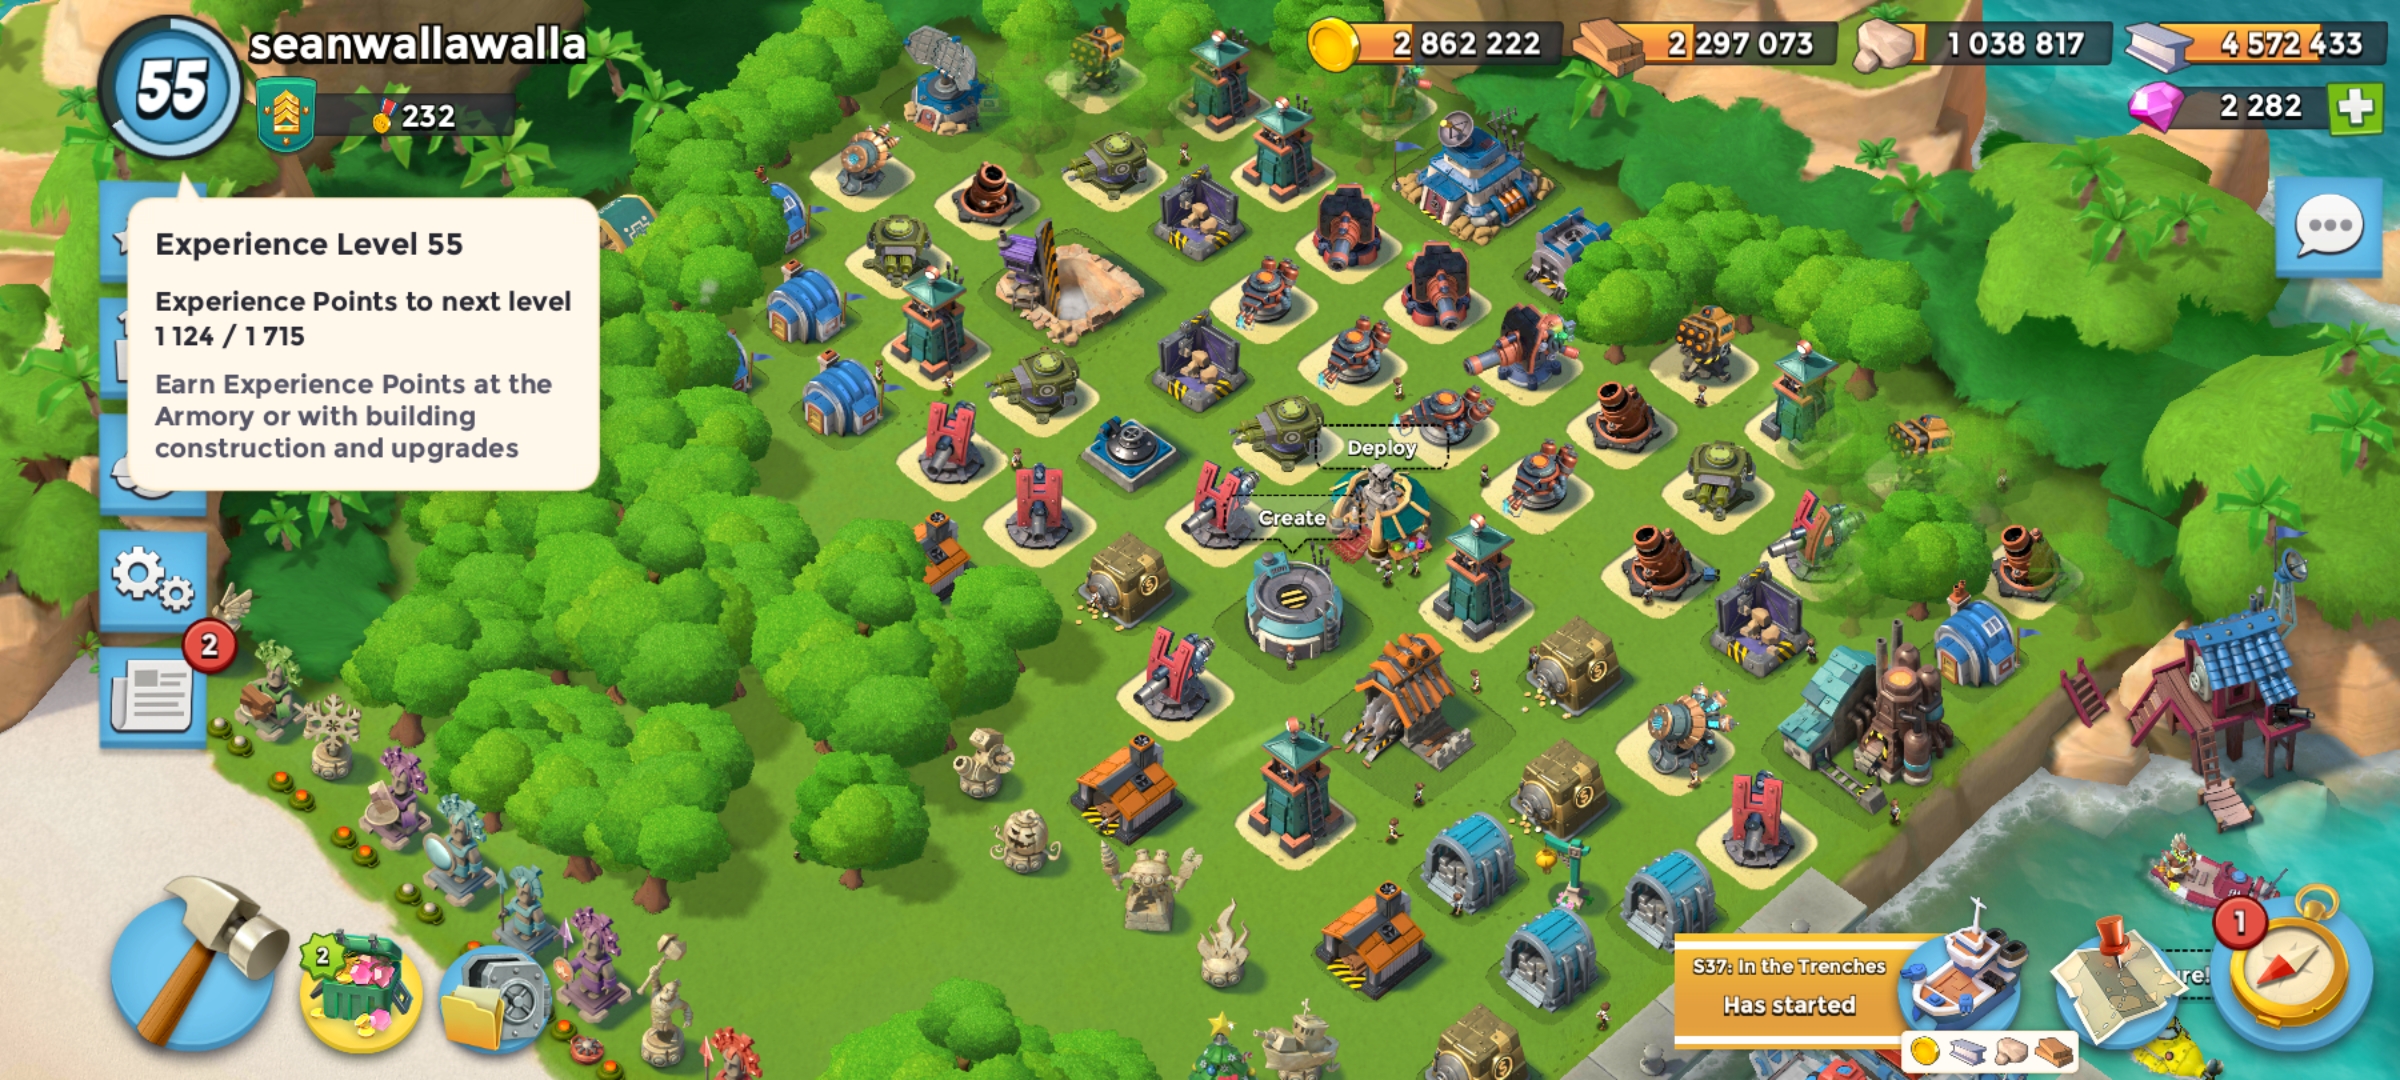 55
seanwallawalla
232
2 862 222
2 297 073
1 038 817
4 572 433
2 282
Experience Level 55
Experience Points to next level
1 124 / 1 715
Earn Experience Points at the
Armory or with building
construction and upgrades
Deploy
Create
2
2
S37: In the Trenches
Has started
1